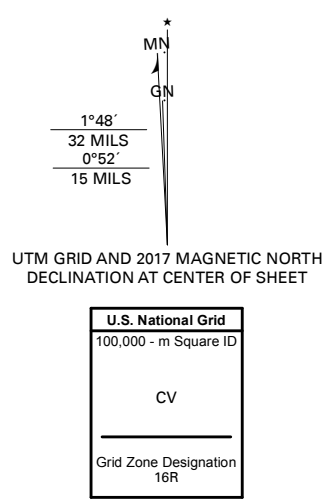 MN
GN
1°48´
32 MILS
0°52´
15 MILS
UTM GRID AND 2017 MAGNETIC NORTH
DECLINATION AT CENTER OF SHEET
U.S. National Grid
100,000 - m Square ID
CV
Grid Zone Designation
16R